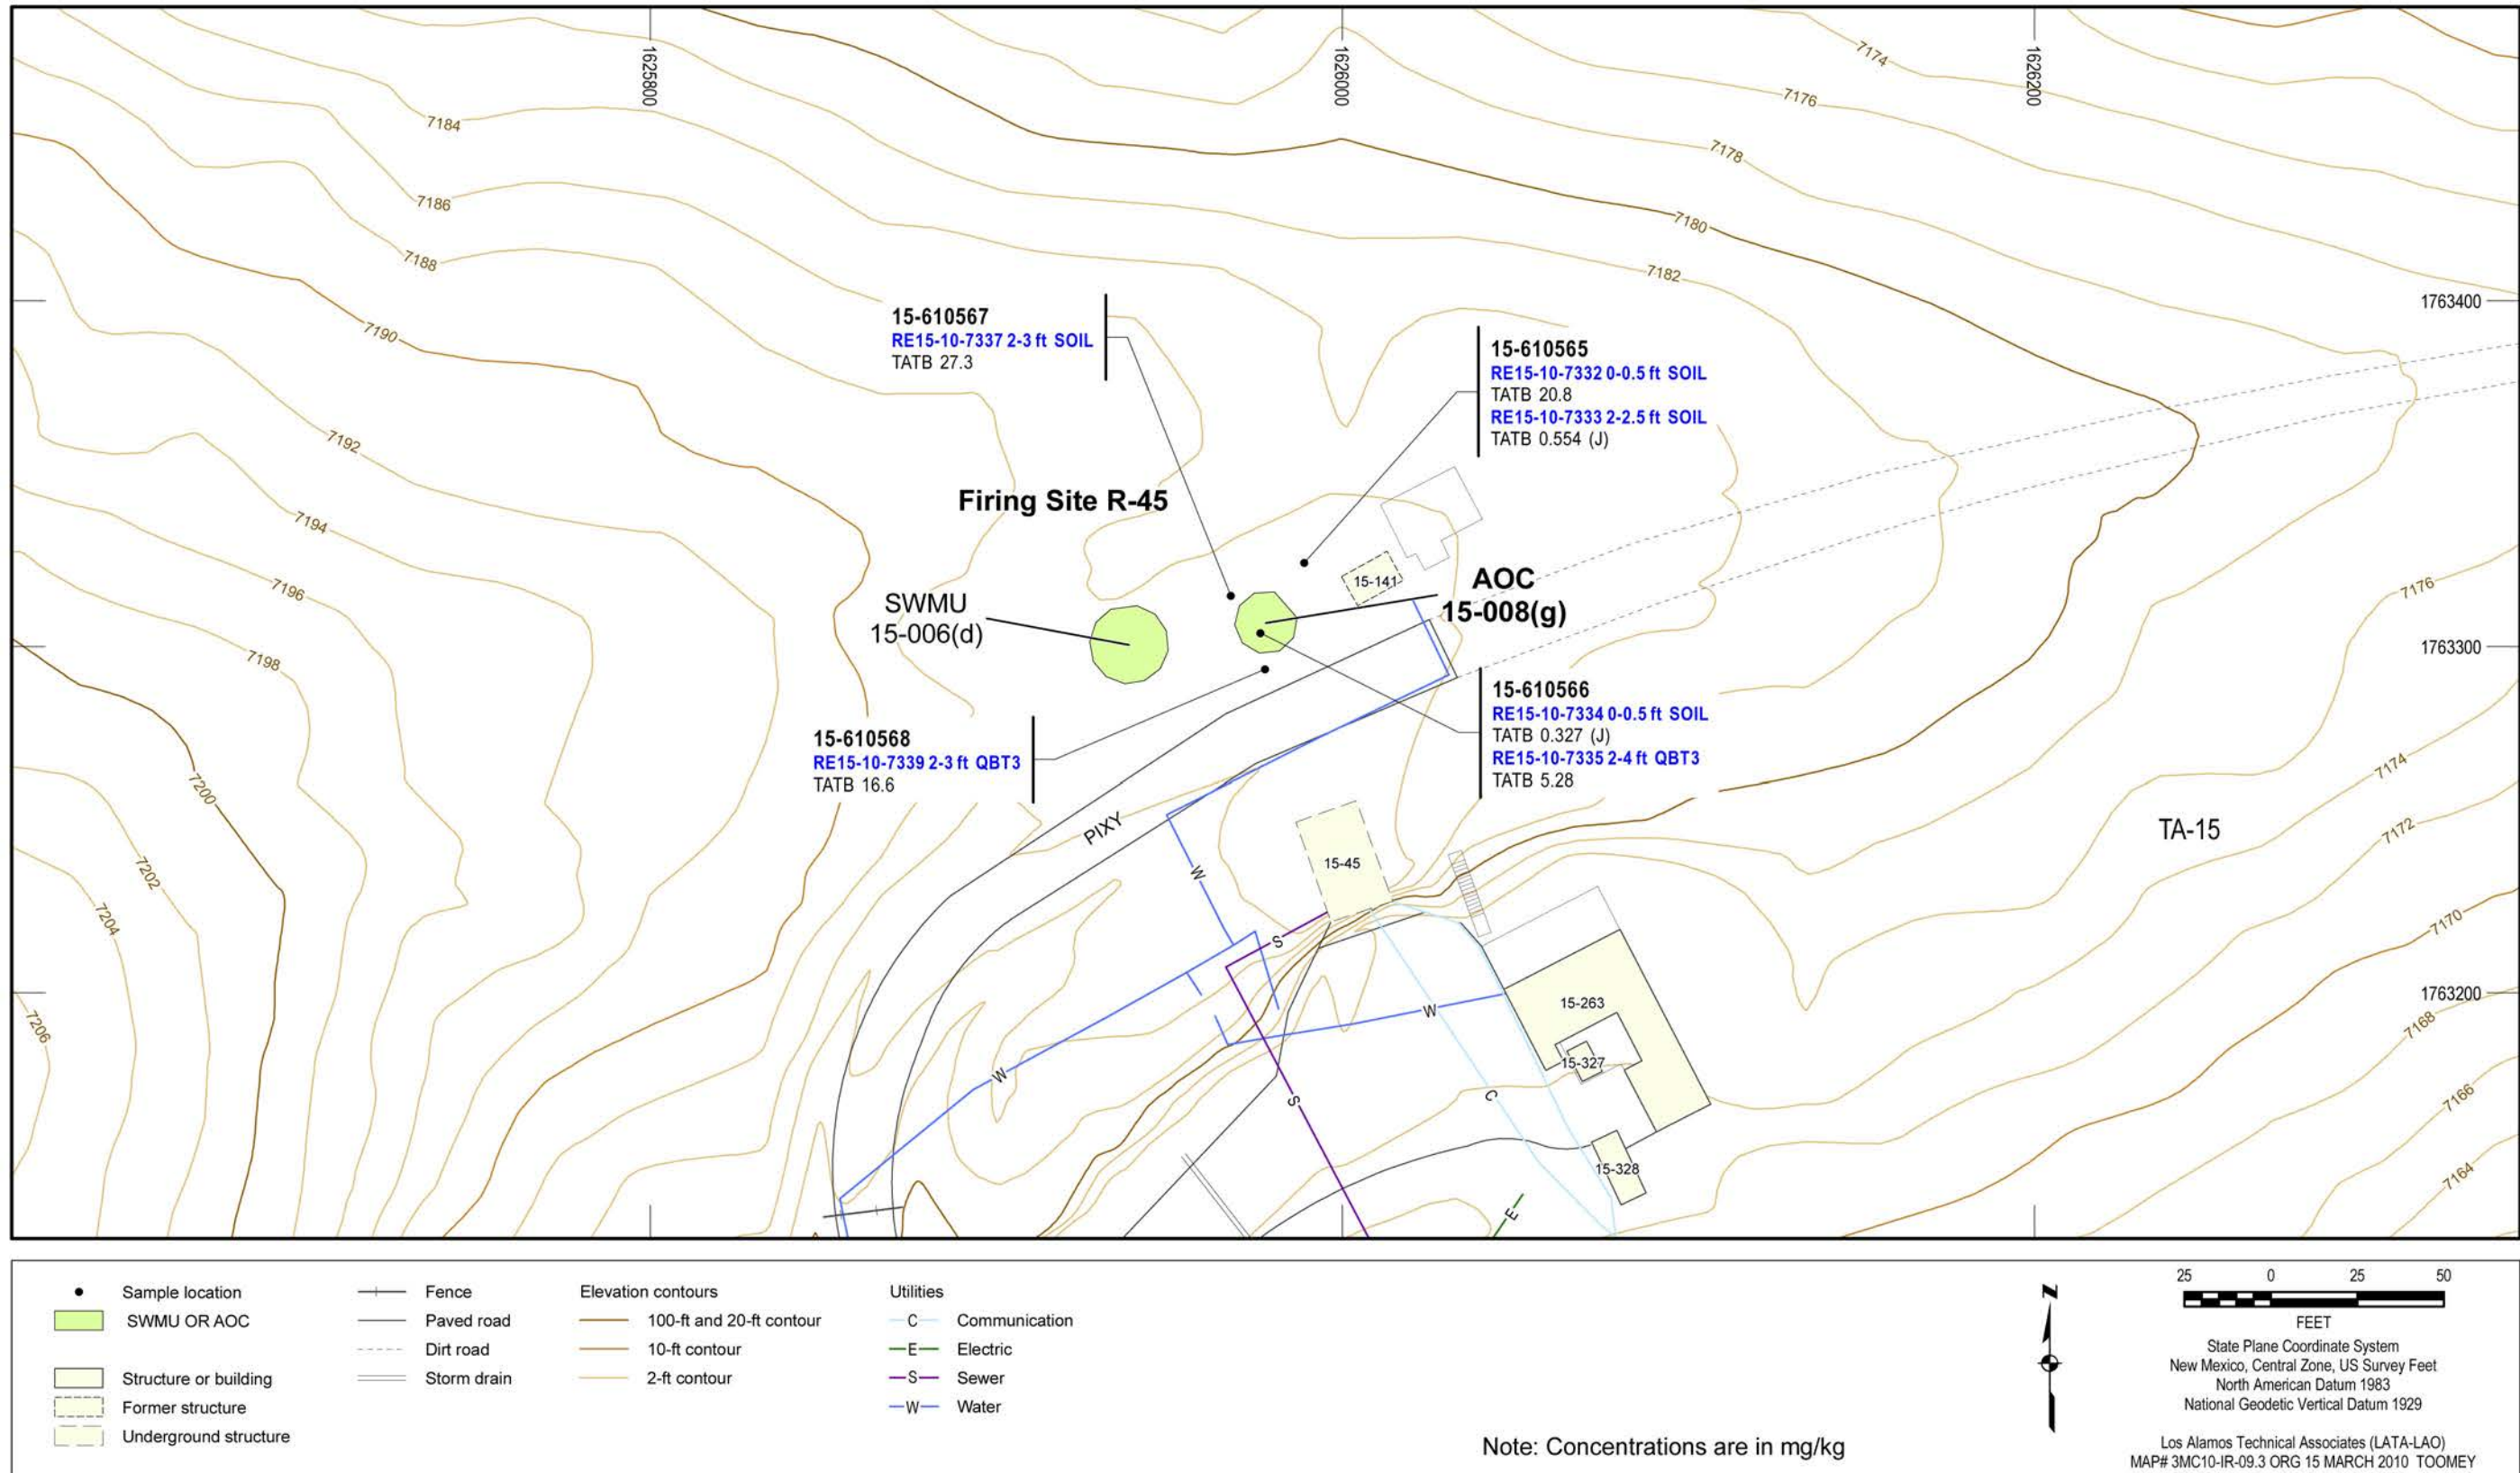 1625800
1626000
1626200
7174
7176
7178
7180
7182
7184
7186
7188
7190
7192
7194
7196
7198
7200
7202
7204
7206
1763400
1763300
1763200
15-610567
RE15-10-7337 2-3 ft SOIL
TATB 27.3
15-610565
RE15-10-7332 0-0.5 ft SOIL
TATB 20.8
RE15-10-7333 2-2.5 ft SOIL
TATB 0.554 (J)
Firing Site R-45
15-141
AOC
15-008(g)
SWMU
15-006(d)
15-610566
RE15-10-7334 0-0.5 ft SOIL
TATB 0.327 (J)
RE15-10-7335 2-4 ft QBT3
TATB 5.28
15-610568
RE15-10-7339 2-3 ft QBT3
TATB 16.6
PIXY
15-45
TA-15
7176
7174
7172
7170
7168
7166
7164
W
S
W
W
S
C
E
15-263
15-327
15-328
Sample location
SWMU OR AOC
Structure or building
Former structure
Underground structure
Fence
Paved road
Dirt road
Storm drain
Elevation contours
100-ft and 20-ft contour
10-ft contour
2-ft contour
Utilities
C Communication
E Electric
S Sewer
W Water
Note: Concentrations are in mg/kg
N
25 0 25 50
FEET
State Plane Coordinate System
New Mexico, Central Zone, US Survey Feet
North American Datum 1983
National Geodetic Vertical Datum 1929
Los Alamos Technical Associates (LATA-LAO)
MAP# 3MC10-IR-09.3 ORG 15 MARCH 2010 TOOMEY